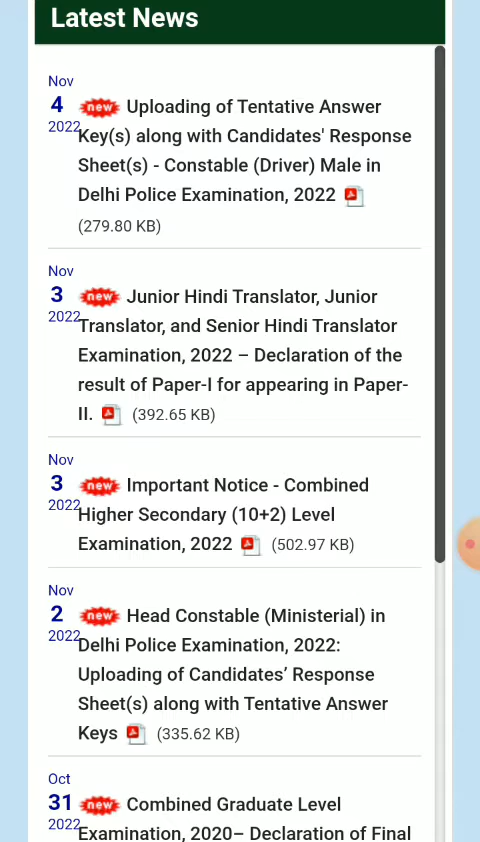 Latest News
Nov
4
2022
new Uploading of Tentative Answer
Key(s) along with Candidates' Response
Sheet(s) - Constable (Driver) Male in
Delhi Police Examination, 2022
(279.80 KB)
Nov
3
2022
new Junior Hindi Translator, Junior
Translator, and Senior Hindi Translator
Examination, 2022 – Declaration of the
result of Paper-I for appearing in Paper-
II. (392.65 KB)
Nov
3
2022
new Important Notice - Combined
Higher Secondary (10+2) Level
Examination, 2022 (502.97 KB)
Nov
2
2022
new Head Constable (Ministerial) in
Delhi Police Examination, 2022:
Uploading of Candidates’ Response
Sheet(s) along with Tentative Answer
Keys (335.62 KB)
Oct
31
2022
new Combined Graduate Level
Examination, 2020– Declaration of Final